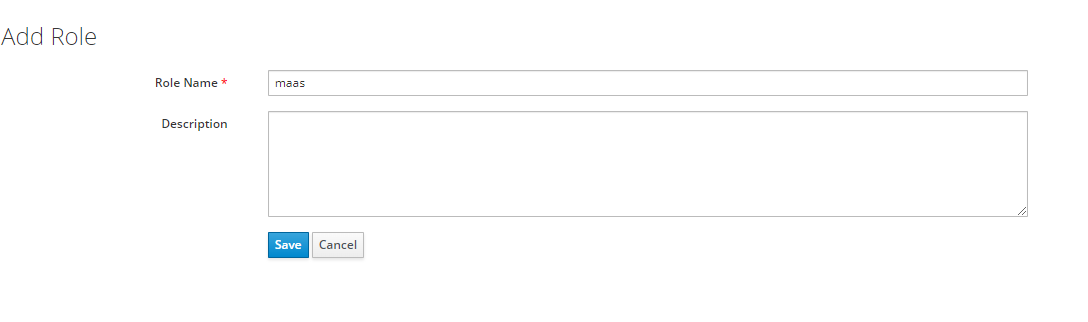 Add Role
Role Name *
maas
Description
Save Cancel